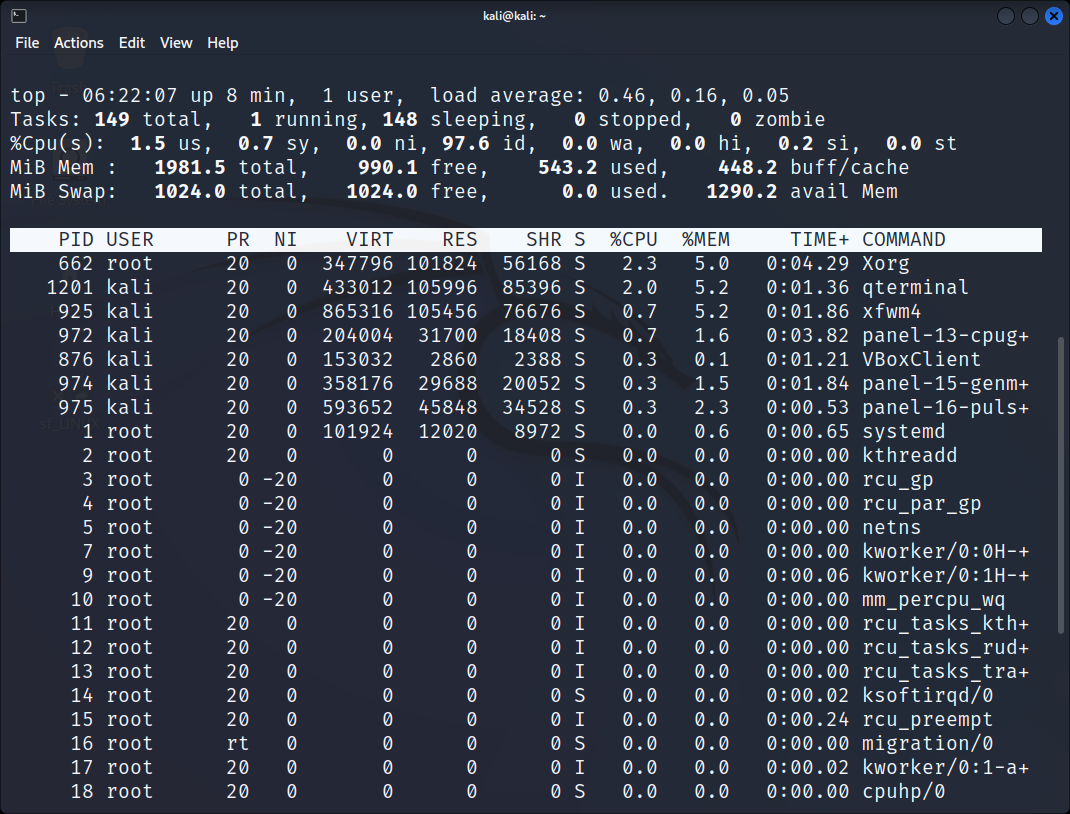 kali@kali: ~
File Actions Edit View Help
top - 06:22:07 up 8 min,  1 user,  load average: 0.46, 0.16, 0.05
Tasks: 149 total,   1 running, 148 sleeping,   0 stopped,   0 zombie
%Cpu(s):  1.5 us,  0.7 sy,  0.0 ni, 97.6 id,  0.0 wa,  0.0 hi,  0.2 si,  0.0 st
MiB Mem :   1981.5 total,    990.1 free,    543.2 used,    448.2 buff/cache
MiB Swap:   1024.0 total,   1024.0 free,      0.0 used.   1290.2 avail Mem
PID USER      PR  NI    VIRT    RES    SHR S  %CPU  %MEM     TIME+ COMMAND
662 root      20   0  347796 101824  56168 S   2.3   5.0   0:04.29 Xorg
1201 kali      20   0  433012 105996  85396 S   2.0   5.2   0:01.36 qterminal
925 kali      20   0  865316 105456  76676 S   0.7   5.2   0:01.86 xfwm4
972 kali      20   0  204004  31700  18408 S   0.7   1.6   0:03.82 panel-13-cpug+
876 kali      20   0  153032   2860   2388 S   0.3   0.1   0:01.21 VBoxClient
974 kali      20   0  358176  29688  20052 S   0.3   1.5   0:01.84 panel-15-genm+
975 kali      20   0  593652  45848  34528 S   0.3   2.3   0:00.53 panel-16-puls+
1 root      20   0  101924  12020   8972 S   0.0   0.6   0:00.65 systemd
2 root      20   0       0      0      0 S   0.0   0.0   0:00.00 kthreadd
3 root       0 -20       0      0      0 I   0.0   0.0   0:00.00 rcu_gp
4 root       0 -20       0      0      0 I   0.0   0.0   0:00.00 rcu_par_gp
5 root       0 -20       0      0      0 I   0.0   0.0   0:00.00 netns
7 root       0 -20       0      0      0 I   0.0   0.0   0:00.00 kworker/0:0H-+
9 root       0 -20       0      0      0 I   0.0   0.0   0:00.06 kworker/0:1H-+
10 root       0 -20       0      0      0 I   0.0   0.0   0:00.00 mm_percpu_wq
11 root      20   0       0      0      0 I   0.0   0.0   0:00.00 rcu_tasks_kth+
12 root      20   0       0      0      0 I   0.0   0.0   0:00.00 rcu_tasks_rud+
13 root      20   0       0      0      0 I   0.0   0.0   0:00.00 rcu_tasks_tra+
14 root      20   0       0      0      0 S   0.0   0.0   0:00.02 ksoftirqd/0
15 root      20   0       0      0      0 I   0.0   0.0   0:00.24 rcu_preempt
16 root      rt   0       0      0      0 S   0.0   0.0   0:00.00 migration/0
17 root      20   0       0      0      0 I   0.0   0.0   0:00.02 kworker/0:1-a+
18 root      20   0       0      0      0 S   0.0   0.0   0:00.00 cpuhp/0